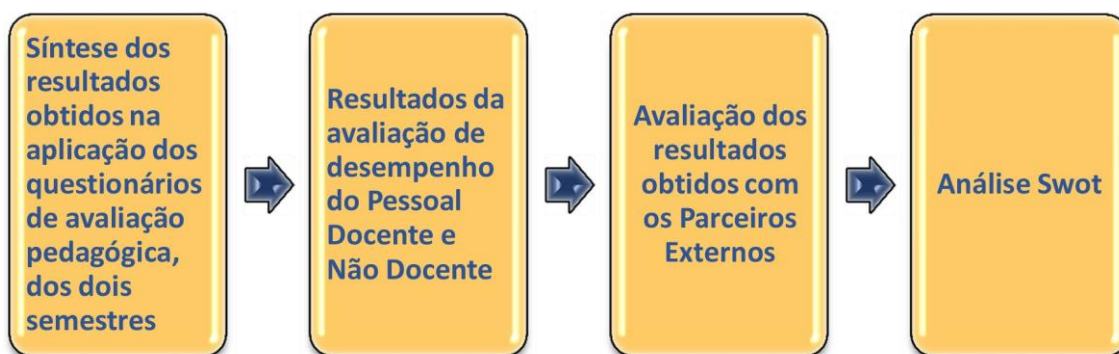 Síntese dos
resultados
obtidos na
aplicação dos
questionários
de avaliação
pedagógica,
dos dois
semestres
Resultados da
avaliação de
desempenho
do Pessoal
Docente e
Não Docente
Avaliação dos
resultados
obtidos com
os Parceiros
Externos
Análise Swot